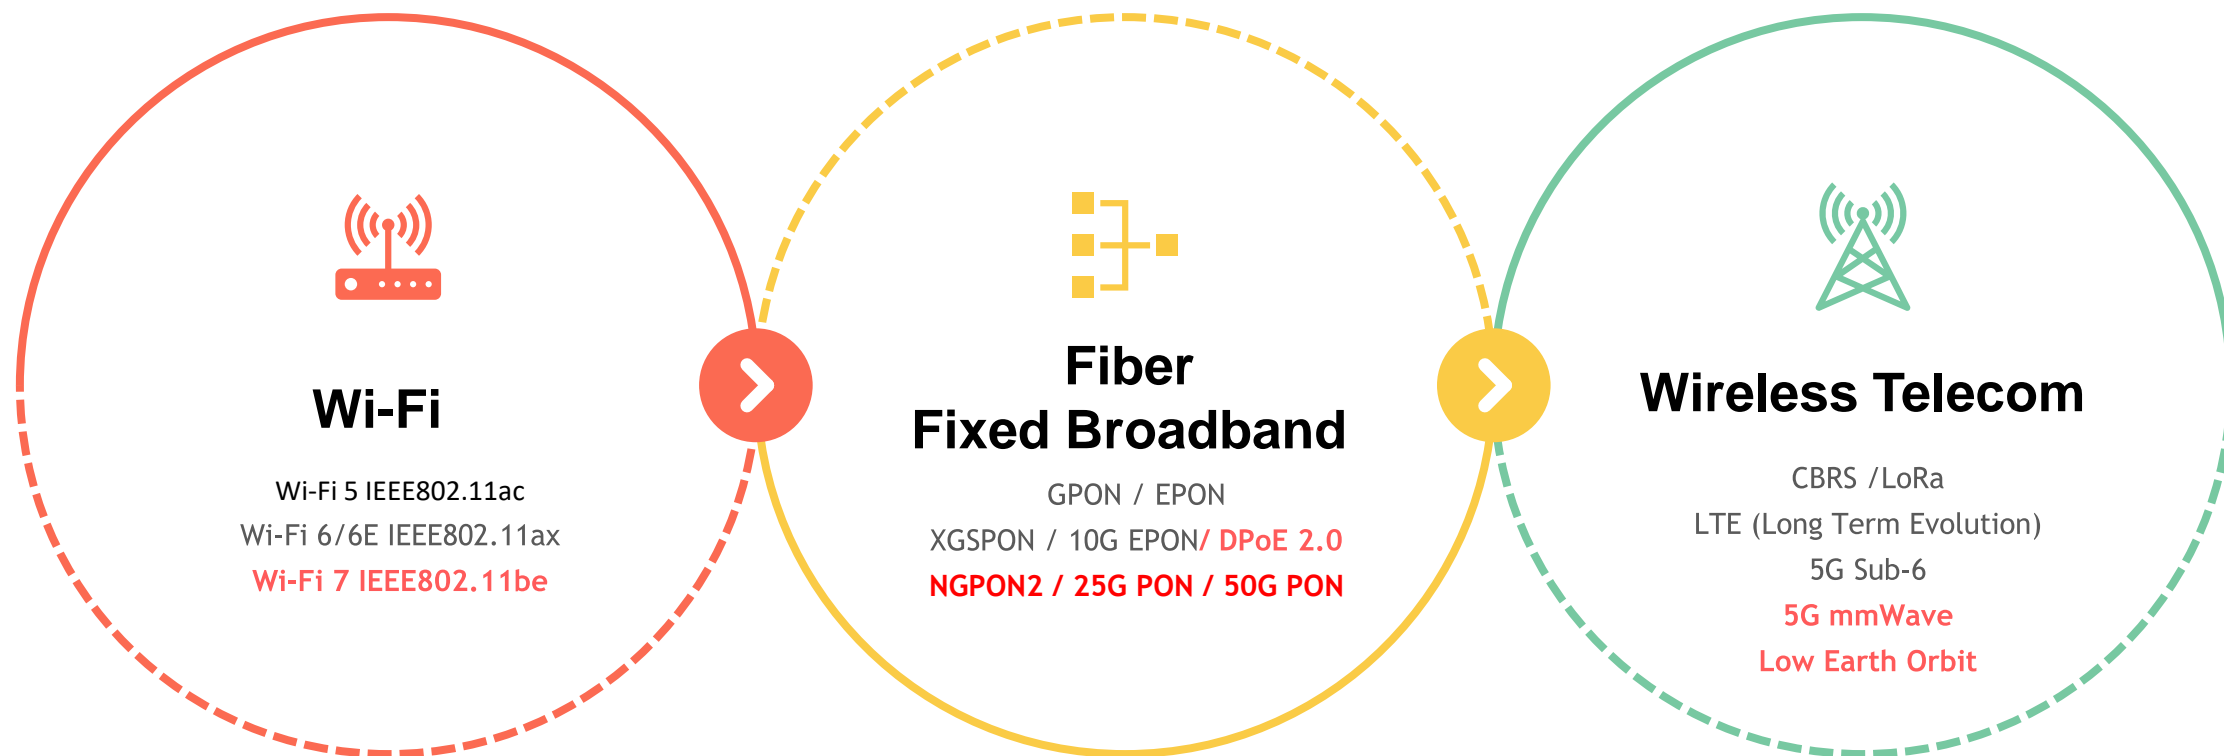 Wi-Fi
Wi-Fi 5 IEEE802.11ac
Wi-Fi 6/6E IEEE802.11ax
Wi-Fi 7 IEEE802.11be
Fiber
Fixed Broadband
GPON / EPON
XGSPON / 10G EPON/ DPoE 2.0
NGPON2 / 25G PON / 50G PON
Wireless Telecom
CBRS /LoRa
LTE (Long Term Evolution)
5G Sub-6
5G mmWave
Low Earth Orbit